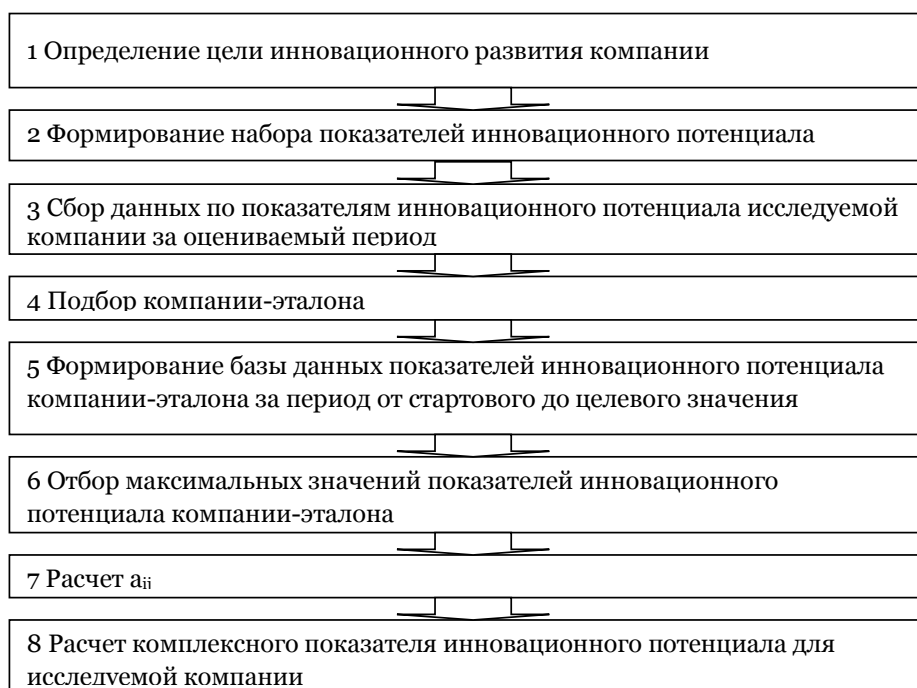 1 Определение цели инновационного развития компании
2 Формирование набора показателей инновационного потенциала
3 Сбор данных по показателям инновационного потенциала исследуемой
компании за оцениваемый период
4 Подбор компании-эталона
5 Формирование базы данных показателей инновационного потенциала
компании-эталона за период от стартового до целевого значения
6 Отбор максимальных значений показателей инновационного
потенциала компании-эталона
7 Расчет aij
8 Расчет комплексного показателя инновационного потенциала для
исследуемой компании